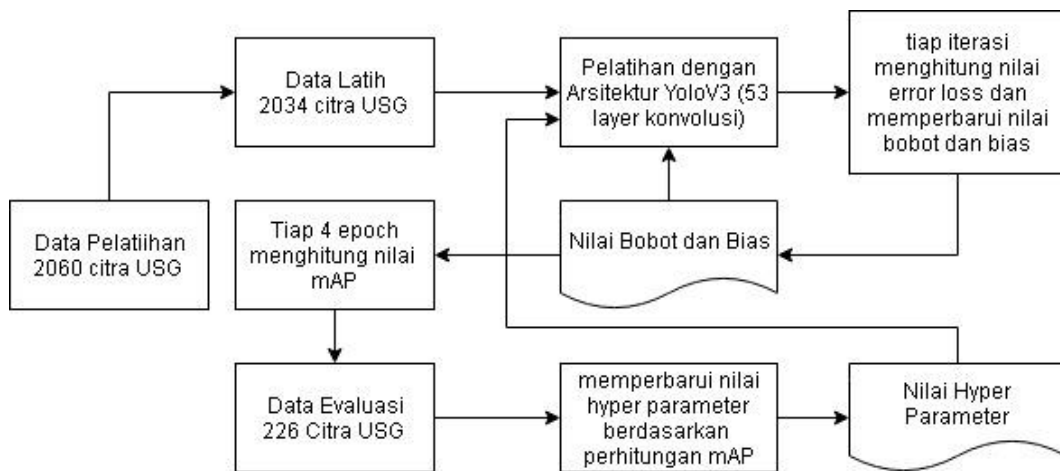 Data Latih
2034 citra USG
Pelatihan dengan
Arsitektur YoloV3 (53
layer konvolusi)
tiap iterasi
menghitung nilai
error loss dan
memperbarui nilai
bobot dan bias
Data Pelatiihan
2060 citra USG
Tiap 4 epoch
menghitung nilai
mAP
Nilai Bobot dan Bias
Data Evaluasi
226 Citra USG
memperbarui nilai
hyper parameter
berdasarkan
perhitungan mAP
Nilai Hyper
Parameter